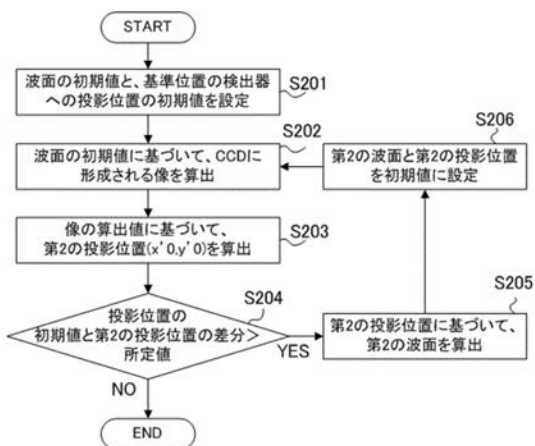 START
波面の初期値と、基準位置の検出器
への投影位置の初期値を設定
S201
S202
波面の初期値に基づいて、CCDに
形成される像を算出
S206
第2の波面と第2の投影位置
を初期値に設定
像の算出値に基づいて、
第2の投影位置(x'0,y'0)を算出
S203
S204
投影位置の
初期値と第2の投影位置の差分＞
所定値
YES
S205
第2の投影位置に基づいて、
第2の波面を算出
NO
END